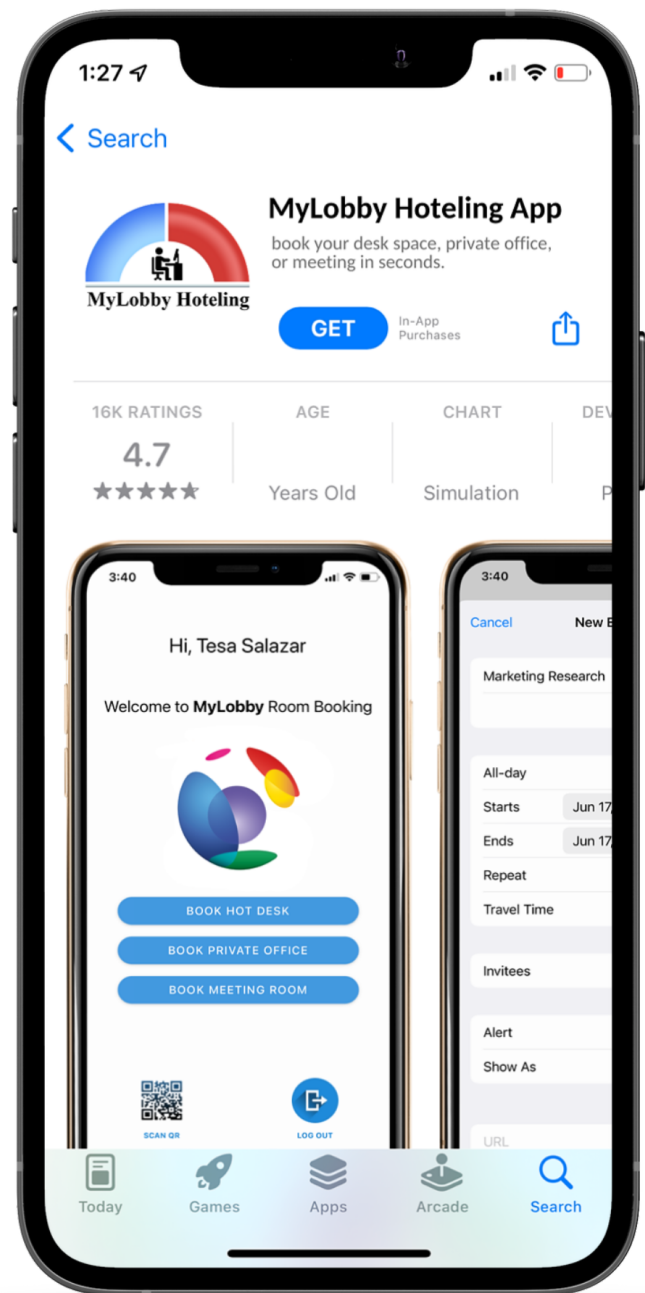 1:27
Search
MyLobby Hoteling
MyLobby Hoteling App
book your desk space, private office,
or meeting in seconds.
GET
In-App
Purchases
16K RATINGS
4.7
AGE
Years Old
CHART
Simulation
DEV
P
3:40
Hi, Tesa Salazar
Welcome to MyLobby Room Booking
BOOK HOT DESK
BOOK PRIVATE OFFICE
BOOK MEETING ROOM
SCAN QR
LOG OUT
3:40
Cancel
New E
Marketing Research
All-day
Starts Jun 17,
Ends Jun 17,
Repeat
Travel Time
Invitees
Alert
Show As
URL
Today
Games
Apps
Arcade
Search